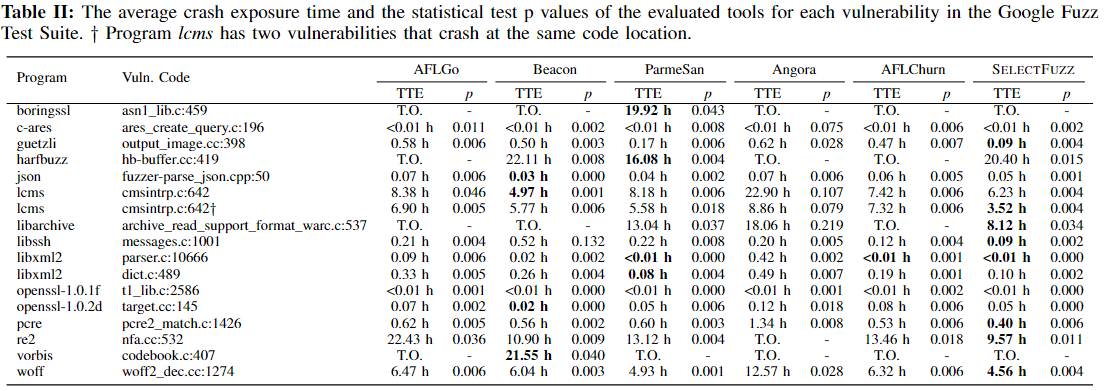 Table II: The average crash exposure time and the statistical test p values of the evaluated tools for each vulnerability in the Google Fuzz
Test Suite. † Program lcms has two vulnerabilities that crash at the same code location.
Program Vuln. Code AFLGo Beacon ParmeSan Angora AFLChurn SELECTFUZZ
TTE p TTE p TTE p TTE p TTE p TTE p
boringssl asn1_lib.c:459 T.O. - T.O. - 19.92 h 0.043 T.O. - T.O. - T.O. -
c-ares ares_create_query.c:196 <0.01 h 0.011 <0.01 h 0.002 <0.01 h 0.008 <0.01 h 0.075 <0.01 h 0.006 <0.01 h 0.002
guetzli output_image.cc:398 0.58 h 0.006 0.50 h 0.003 0.17 h 0.006 0.62 h 0.028 0.47 h 0.007 0.09 h 0.004
harfbuzz hb-buffer.cc:419 T.O. - 22.11 h 0.008 16.08 h 0.004 T.O. - T.O. - 20.40 h 0.015
json fuzzer-parse_json.cpp:50 0.07 h 0.006 0.03 h 0.000 0.04 h 0.002 0.07 h 0.006 0.06 h 0.005 0.05 h 0.001
lcms cmsintrp.c:642 8.38 h 0.046 4.97 h 0.001 8.18 h 0.006 22.90 h 0.107 7.42 h 0.006 6.23 h 0.004
lcms cmsintrp.c:642† 6.90 h 0.005 5.77 h 0.006 5.58 h 0.018 8.86 h 0.079 7.32 h 0.006 3.52 h 0.004
libarchive archive_read_support_format_warc.c:537 T.O. - T.O. - 13.04 h 0.037 18.06 h 0.219 T.O. - 8.12 h 0.034
libssh messages.c:1001 0.21 h 0.004 0.52 h 0.132 0.22 h 0.008 0.20 h 0.005 0.12 h 0.004 0.09 h 0.002
libxml2 parser.c:10666 0.09 h 0.006 0.02 h 0.002 <0.01 h 0.000 0.42 h 0.002 <0.01 h 0.001 <0.01 h 0.000
libxml2 dict.c:489 0.33 h 0.005 0.26 h 0.004 0.08 h 0.004 0.49 h 0.007 0.19 h 0.001 0.10 h 0.002
openssl-1.0.1f t1_lib.c:2586 <0.01 h 0.001 <0.01 h 0.000 <0.01 h 0.000 <0.01 h 0.001 <0.01 h 0.002 <0.01 h 0.000
openssl-1.0.2d target.cc:145 0.07 h 0.002 0.02 h 0.000 0.05 h 0.006 0.12 h 0.018 0.08 h 0.006 0.05 h 0.000
pcre pcre2_match.c:1426 0.62 h 0.005 0.56 h 0.002 0.60 h 0.003 1.34 h 0.008 0.53 h 0.006 0.40 h 0.006
re2 nfa.cc:532 22.43 h 0.036 10.90 h 0.009 13.12 h 0.004 T.O. - 13.46 h 0.018 9.57 h 0.011
vorbis codebook.c:407 T.O. - 21.55 h 0.040 T.O. - T.O. - T.O. - T.O. -
woff woff2_dec.cc:1274 6.47 h 0.006 6.04 h 0.003 4.93 h 0.001 12.57 h 0.028 6.32 h 0.006 4.56 h 0.004